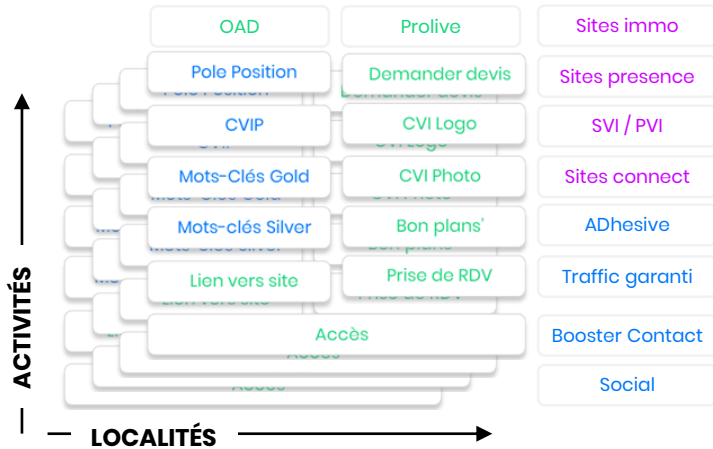 OAD Prolive Sites immo
Pole Position Demander devis Sites presence
CVIP CVI Logo SVI / PVI
Mots-Clés Gold CVI Photo Sites connect
Mots-clés Silver Bon plans' ADhesive
Lien vers site Prise de RDV Traffic garanti
Accès Booster Contact
Social
ACTIVITÉS
LOCALITÉS